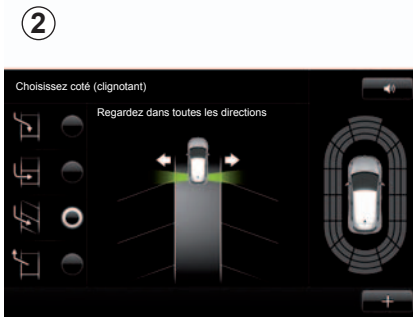 2
Choisissez coté (clignotant)
Regardez dans toutes les directions